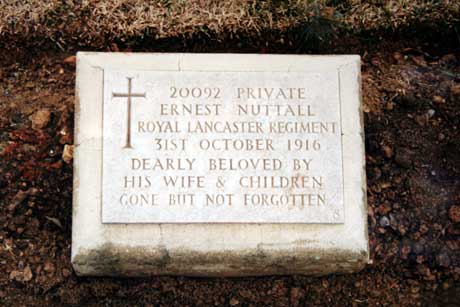 20092 PRIVATE
ERNEST NUTTALL
ROYAL LANCASTER REGIMENT
31ST OCTOBER 1916
DEARLY BELOVED BY
HIS WIFE & CHILDREN
GONE BUT NOT FORGOTTEN
8